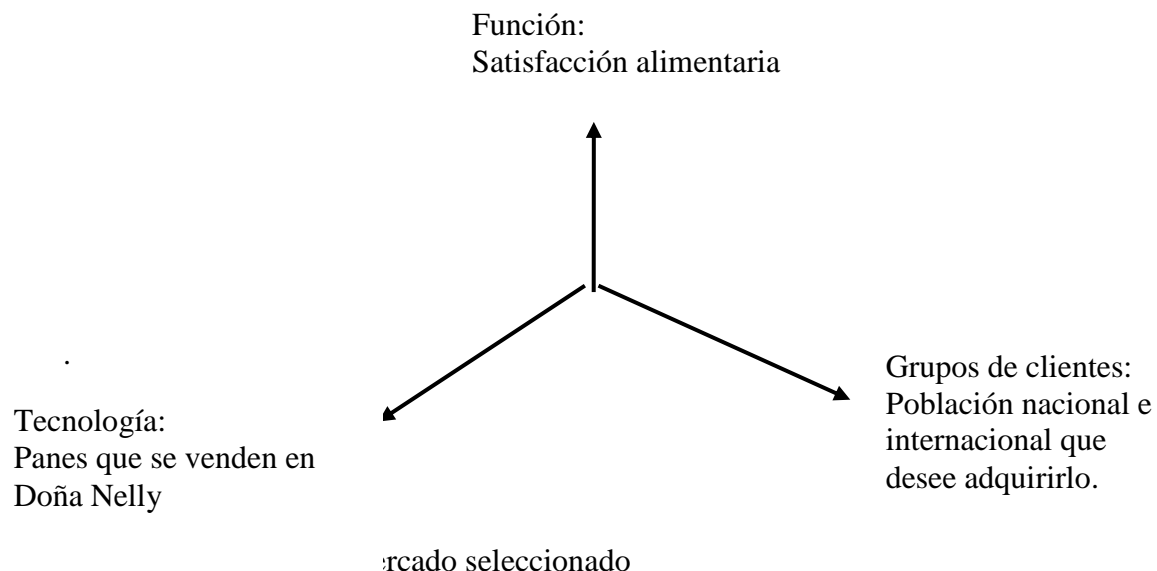 Función:
Satisfacción alimentaria
.
Grupos de clientes:
Población nacional e
internacional que
desee adquirirlo.
Tecnología:
Panes que se venden en
Doña Nelly
ercado seleccionado